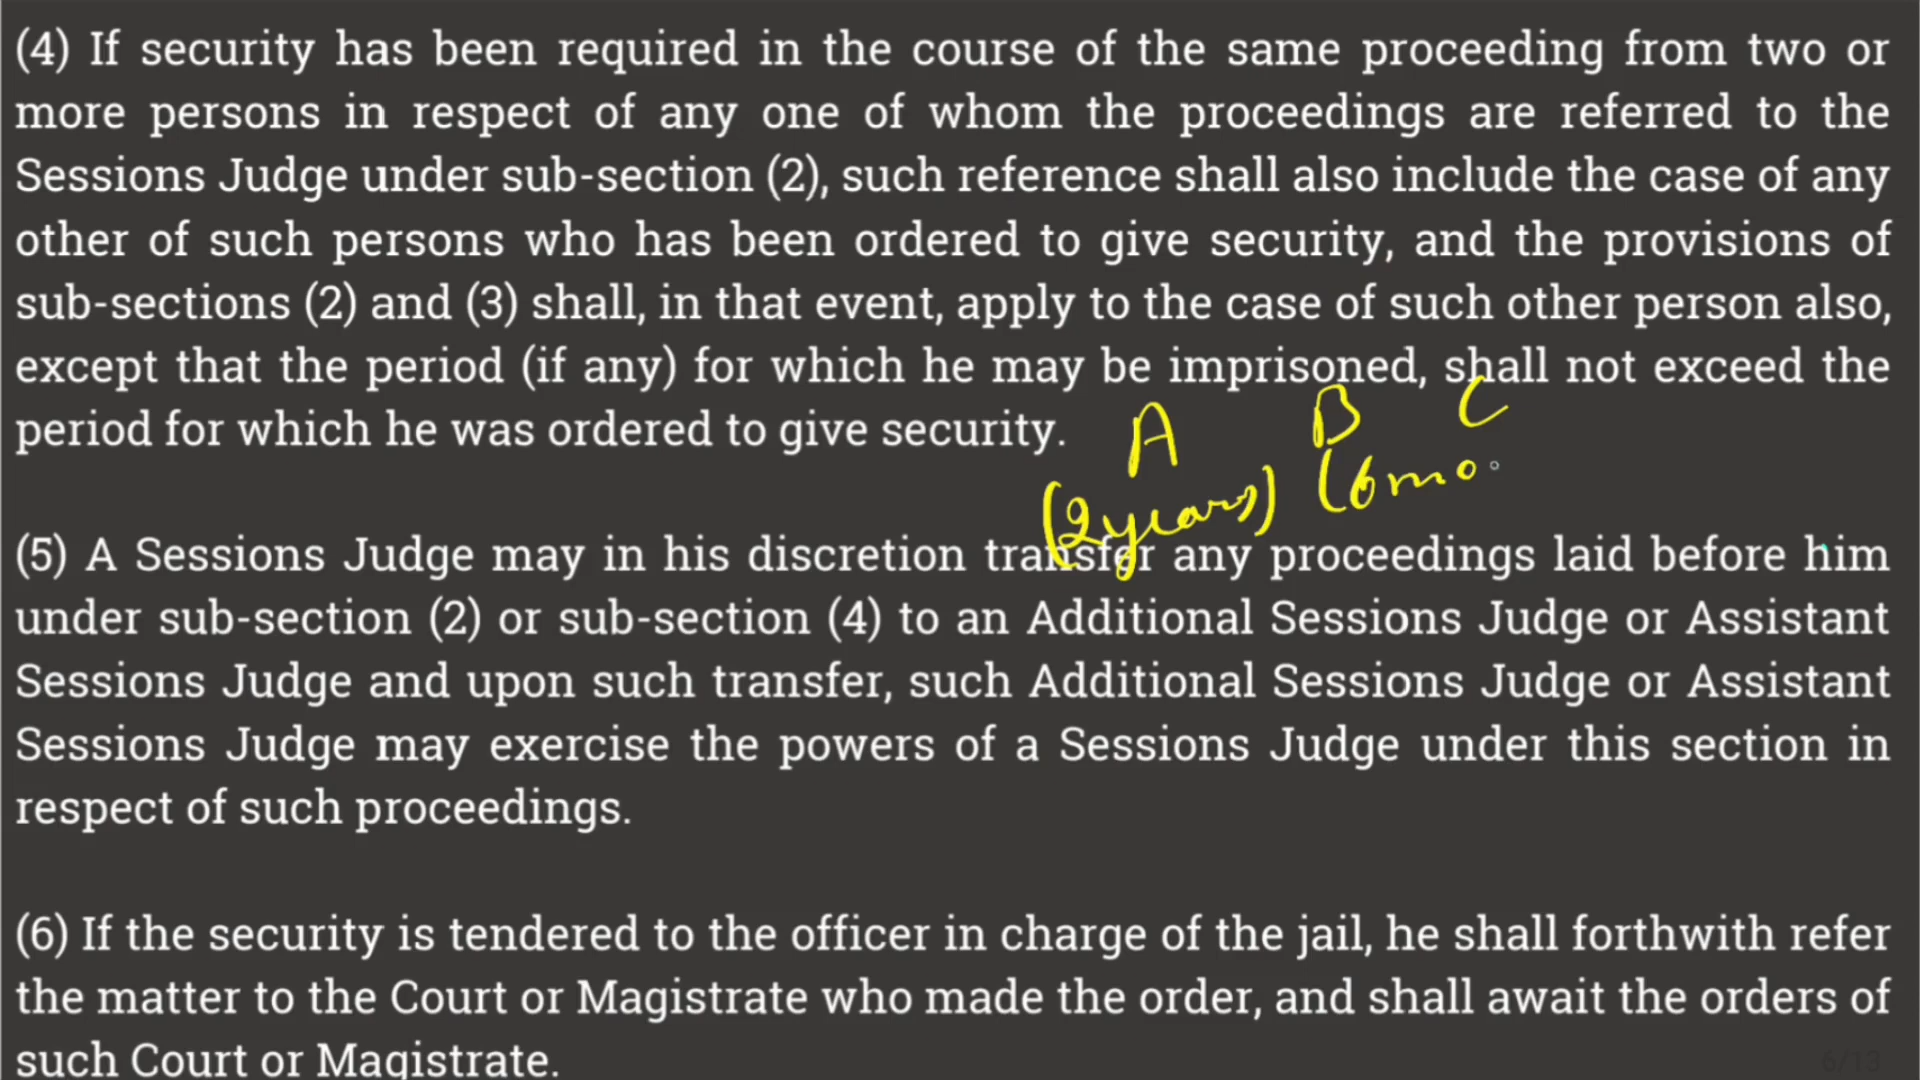 (4) If security has been required in the course of the same proceeding from two or
more persons in respect of any one of whom the proceedings are referred to the
Sessions Judge under sub-section (2), such reference shall also include the case of any
other of such persons who has been ordered to give security, and the provisions of
sub-sections (2) and (3) shall, in that event, apply to the case of such other person also,
except that the period (if any) for which he may be imprisoned, shall not exceed the
period for which he was ordered to give security.
A B C
(2years) (6mo
(5) A Sessions Judge may in his discretion transfer any proceedings laid before him
under sub-section (2) or sub-section (4) to an Additional Sessions Judge or Assistant
Sessions Judge and upon such transfer, such Additional Sessions Judge or Assistant
Sessions Judge may exercise the powers of a Sessions Judge under this section in
respect of such proceedings.
(6) If the security is tendered to the officer in charge of the jail, he shall forthwith refer
the matter to the Court or Magistrate who made the order, and shall await the orders of
such Court or Magistrate.
6/13